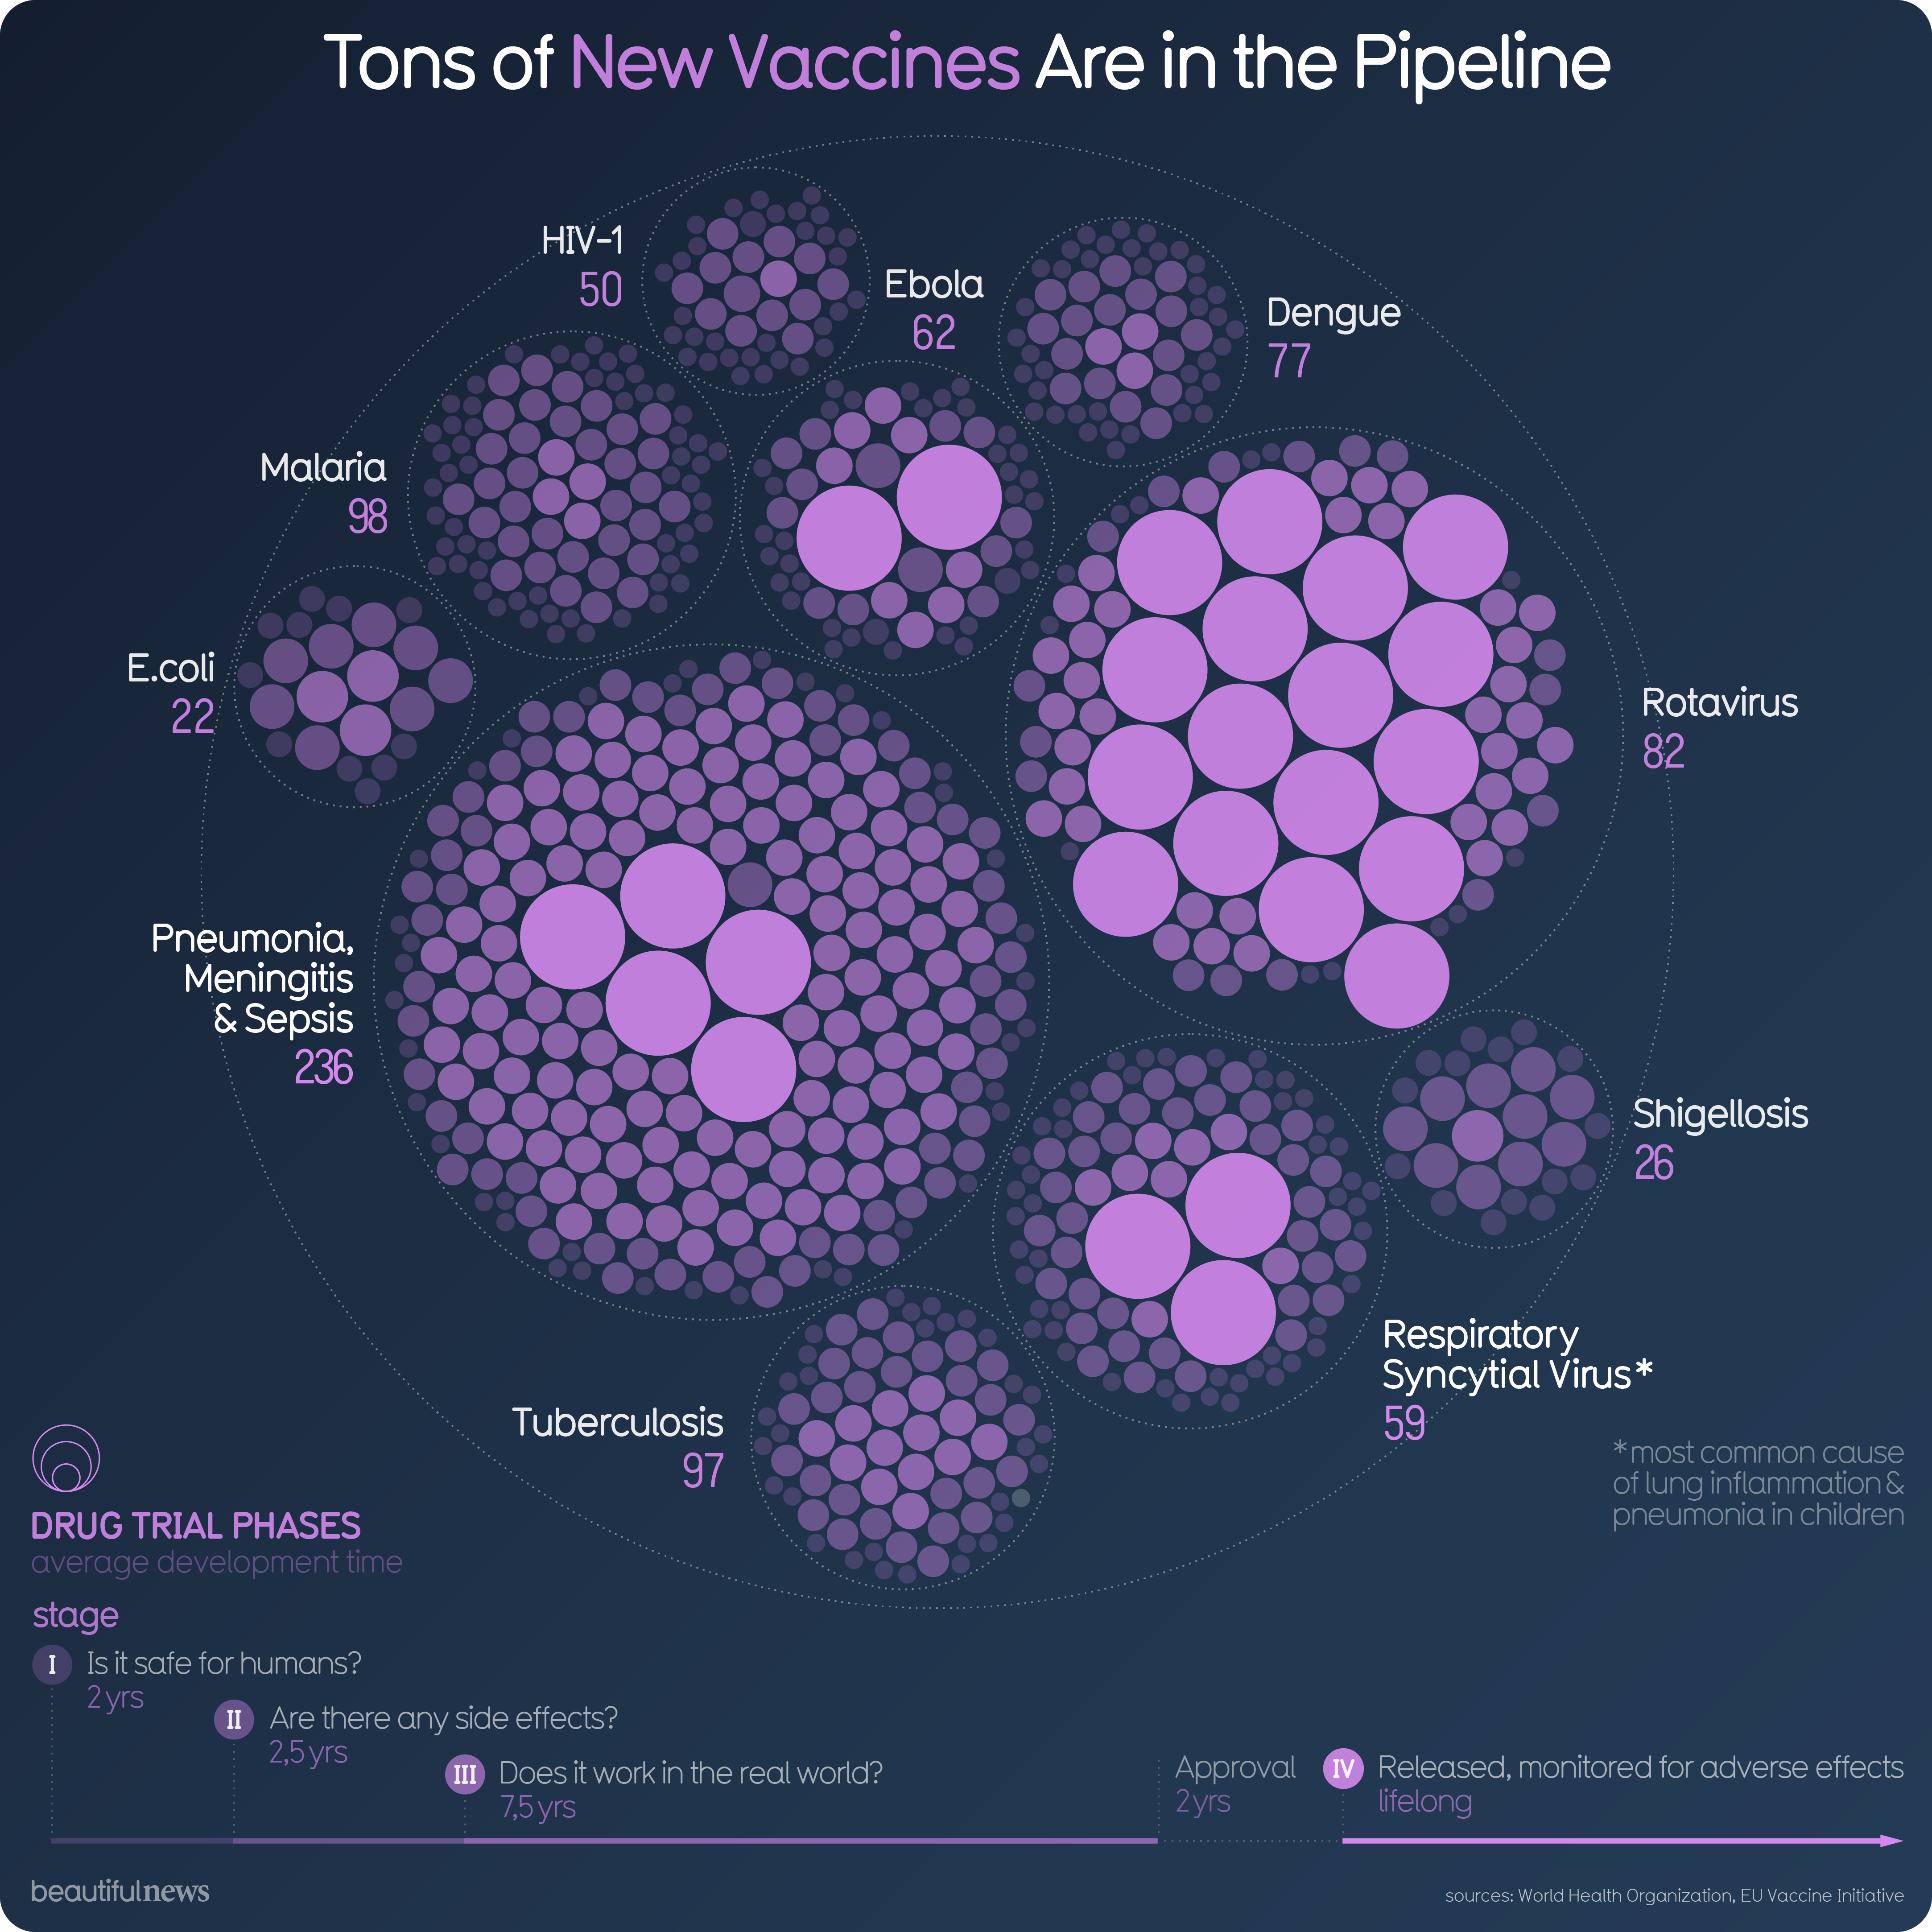 Tons of New Vaccines Are in the Pipeline
HIV-1
50
Ebola
62
Dengue
77
Malaria
98
E.coli
22
Rotavirus
82
Pneumonia,
Meningitis
& Sepsis
236
Shigellosis
26
Respiratory
Syncytial Virus*
59
Tuberculosis
97
*most common cause
of lung inflammation &
pneumonia in children
DRUG TRIAL PHASES
average development time
stage
I Is it safe for humans?
2 yrs
II Are there any side effects?
2,5 yrs
III Does it work in the real world?
7,5 yrs
Approval
2 yrs
IV Released, monitored for adverse effects
lifelong
beautifulnews
sources: World Health Organization, EU Vaccine Initiative